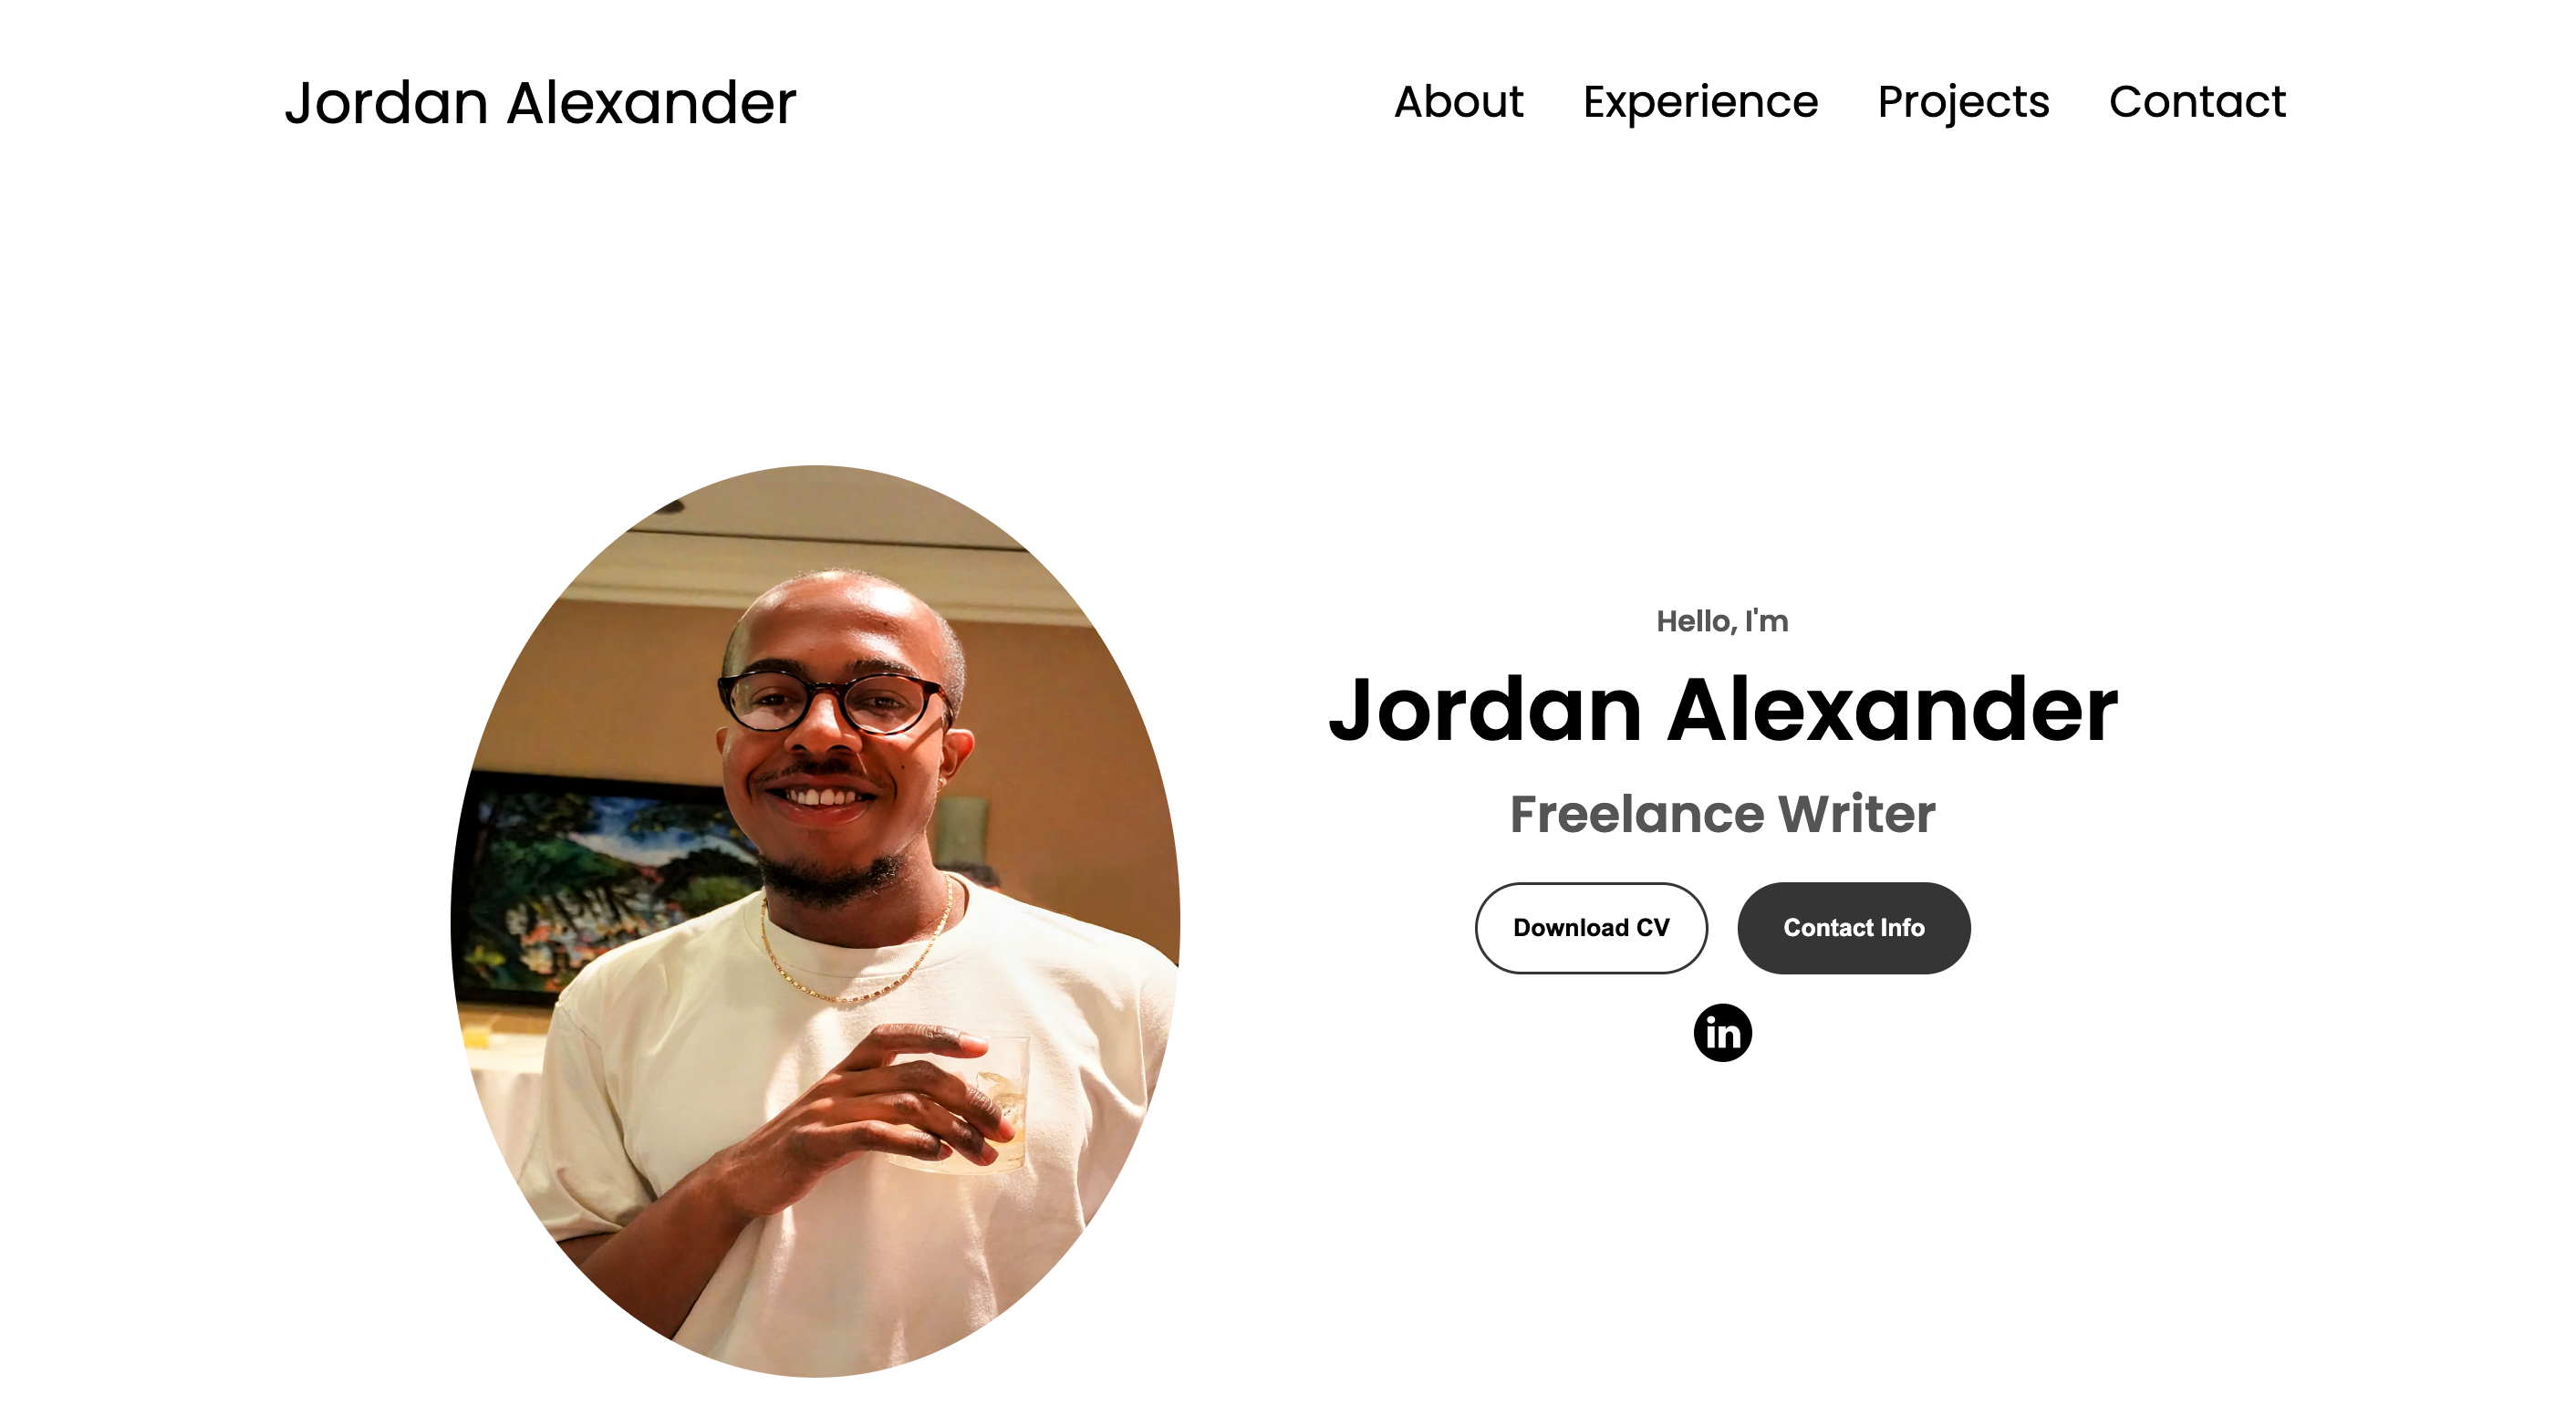 Jordan Alexander
About Experience Projects Contact
Hello, I'm
Jordan Alexander
Freelance Writer
Download CV Contact Info
in